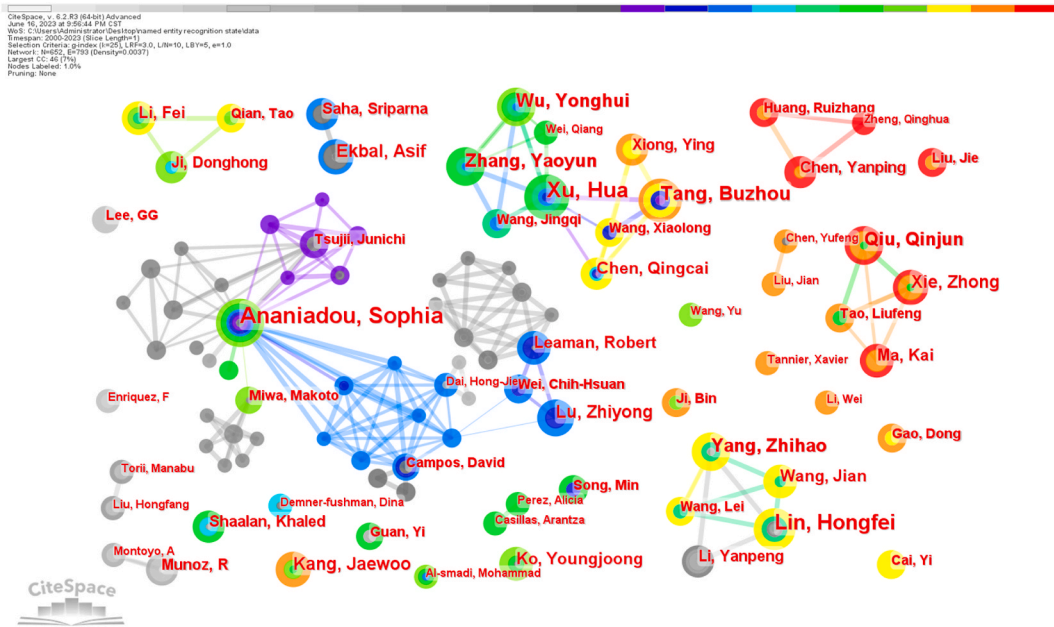 CiteSpace, v. 6.2.R3 (64-bit) Advanced
June 16, 2023 at 9:56:44 PM CST
WoS: C:\Users\Administrator\Desktop\named entity recognition state\data
Timespan: 2000-2023 (Slice Length=1)
Selection Criteria: g-index (k=25), LRF=3.0, L/N=10, LBY=5, e=1.0
Network: N=652, E=793 (Density=0.0037)
Largest CC: 46 (7%)
Nodes Labeled: 1.0%
Pruning: None
Li, Fei
Qian, Tao
Ji, Donghong
Saha, Sriparna
Ekbal, Asif
Wu, Yonghui
Wei, Qiang
Zhang, Yaoyun
Xu, Hua
Wang, Jingqi
Xiong, Ying
Tang, Buzhou
Wang, Xiaolong
Chen, Qingcai
Huang, Ruizhang
Zheng, Qinghua
Chen, Yanping
Liu, Jie
Lee, GG
Tsujii, Junichi
Ananiadou, Sophia
Chen, Yufeng
Liu, Jian
Qiu, Qinjun
Xie, Zhong
Tao, Liufeng
Ma, Kai
Wang, Yu
Leaman, Robert
Dai, Hong-Jie
Wei, Chih-Hsuan
Lu, Zhiyong
Tannier, Xavier
Enriquez, F
Miwa, Makoto
Ji, Bin
Li, Wei
Gao, Dong
Campos, David
Torii, Manabu
Liu, Hongfang
Yang, Zhihao
Wang, Jian
Wang, Lei
Lin, Hongfei
Li, Yanpeng
Song, Min
Perez, Alicia
Casillas, Arantza
Demner-fushman, Dina
Shaalan, Khaled
Guan, Yi
Montoyo, A
Munoz, R
Kang, Jaewoo
Al-smadi, Mohammad
Ko, Youngjoong
Cai, Yi
CiteSpace